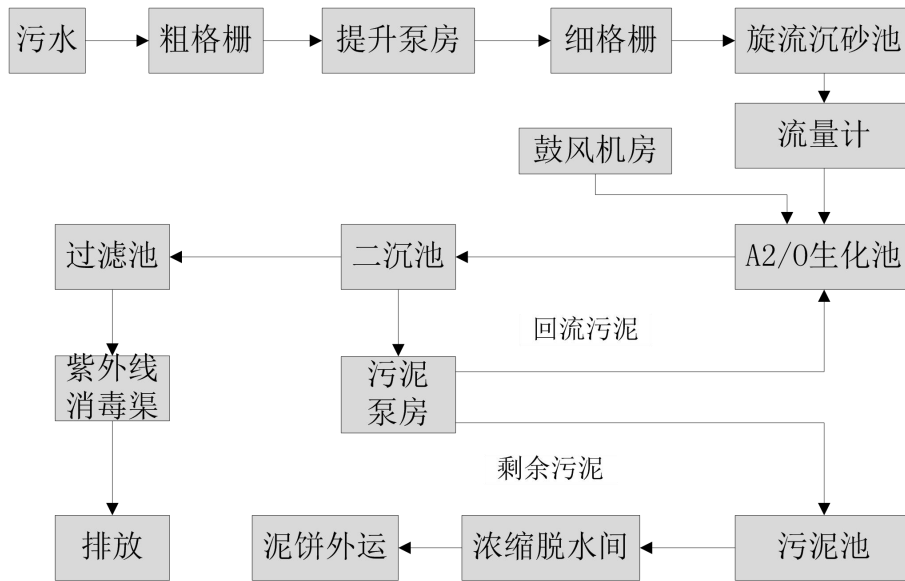 污水
粗格栅
提升泵房
细格栅
旋流沉砂池
流量计
鼓风机房
过滤池
二沉池
A2/O生化池
回流污泥
紫外线
消毒渠
污泥
泵房
剩余污泥
排放
泥饼外运
浓缩脱水间
污泥池